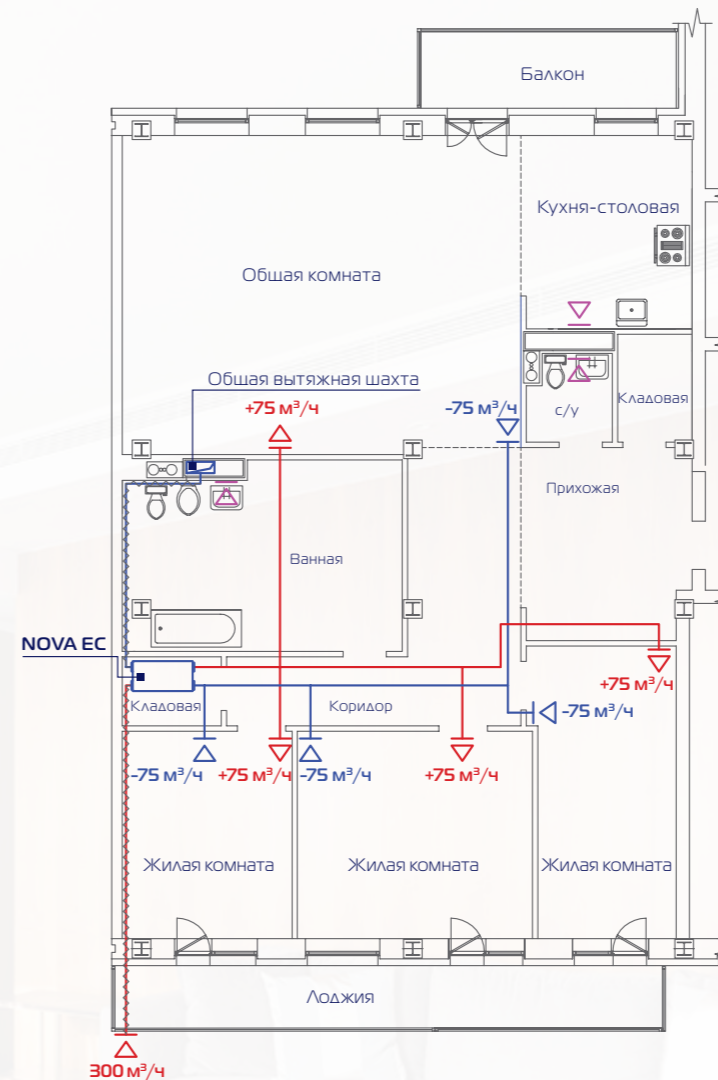 Балкон
Кухня-столовая
Общая комната
Общая вытяжная шахта
+75 м³/ч
-75 м³/ч
с/у
Кладовая
Прихожая
Ванная
NOVA EC
+75 м³/ч
Кладовая
Коридор
-75 м³/ч
-75 м³/ч
+75 м³/ч
-75 м³/ч
+75 м³/ч
Жилая комната
Жилая комната
Жилая комната
Лоджия
300 м³/ч